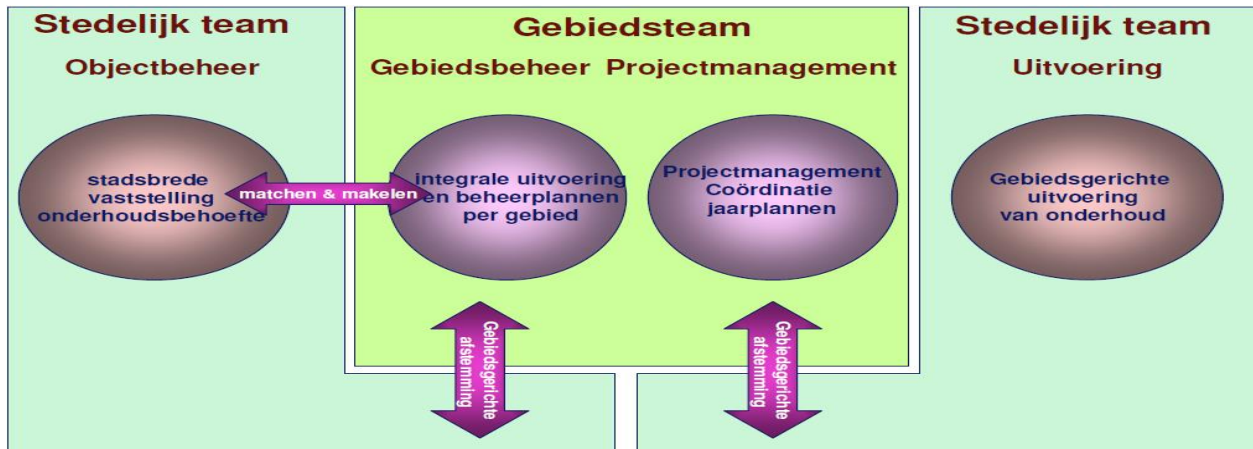 Stedelijk team
Objectbeheer
stadsbrede
vaststelling
onderhoudsbehoefte
matchen & makelen
Gebiedsteam
Gebiedsbeheer Projectmanagement
integrale uitvoering
en beheerplannen
per gebied
Projectmanagement
Coördinatie
jaarplannen
Gebiedsgerichte
afstemming
Gebiedsgerichte
afstemming
Stedelijk team
Uitvoering
Gebiedsgerichte
uitvoering
van onderhoud